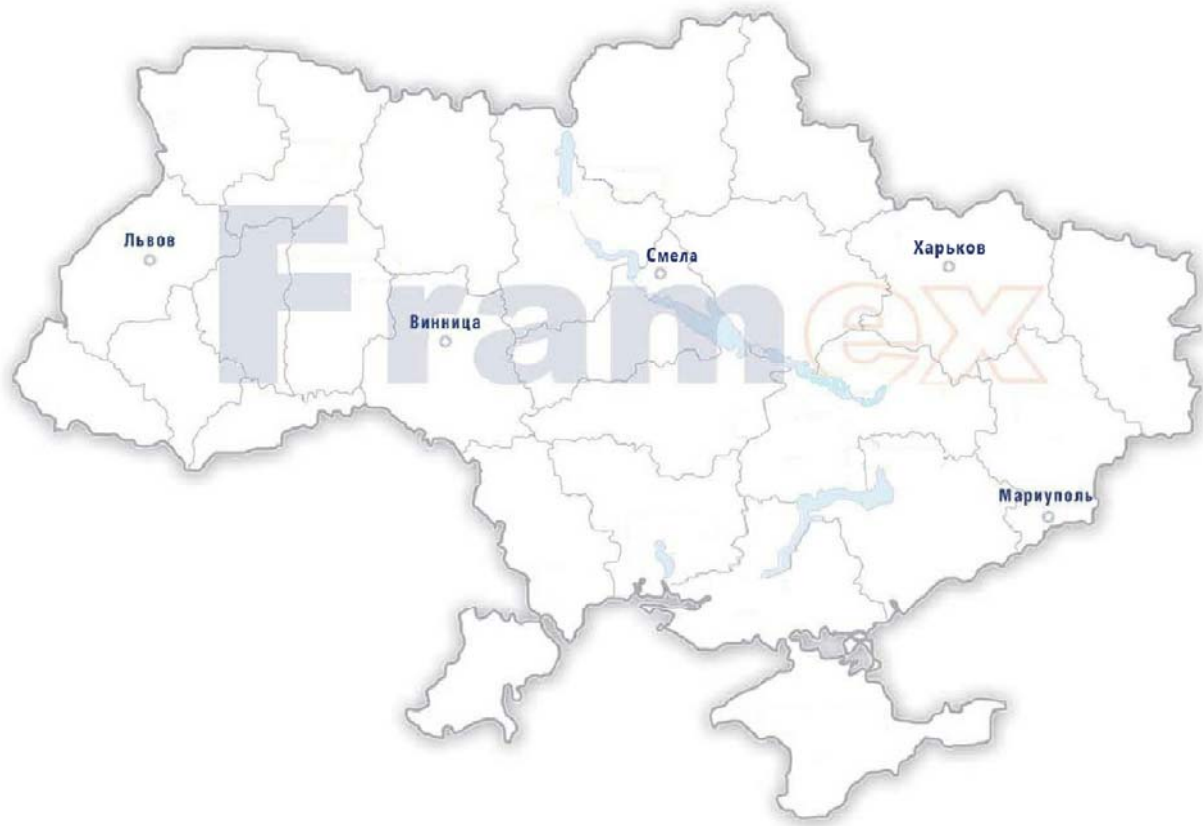 Львов
Смела
Харьков
Винница
Framex
Мариуполь